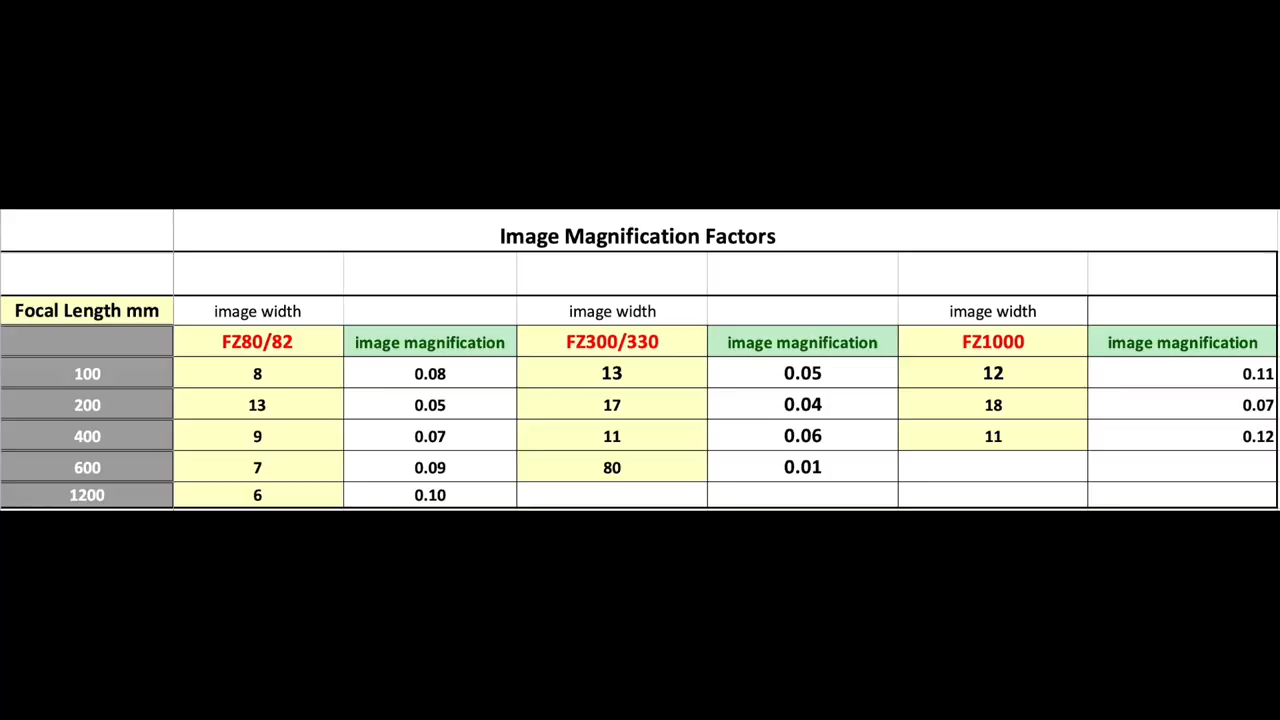 Image Magnification Factors
Focal Length mm image width image width image width
FZ80/82 image magnification FZ300/330 image magnification FZ1000 image magnification
100 8 0.08 13 0.05 12 0.11
200 13 0.05 17 0.04 18 0.07
400 9 0.07 11 0.06 11 0.12
600 7 0.09 80 0.01
1200 6 0.10